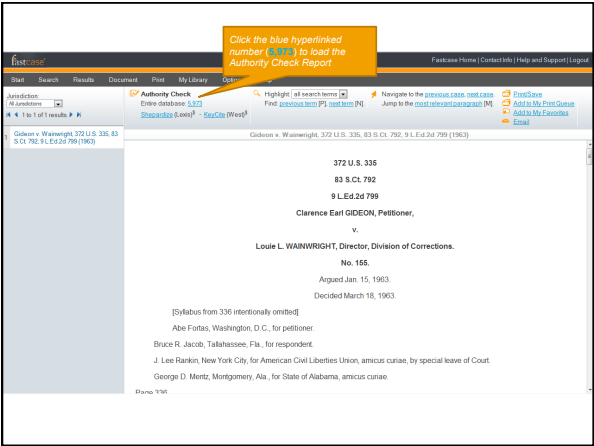 Click the blue hyperlinked
number (5,973) to load the
Authority Check Report
fastcase
Fastcase Home | Contact Info | Help and Support | Logout
Start Search Results Document Print My Library Options
Jurisdiction:
All Jurisdictions
1 to 1 of 1 results
1 Gideon v. Wainwright, 372 U.S. 335, 83
S.Ct. 792, 9 L.Ed.2d 799 (1963)
Authority Check
Entire database: 5,973
Shepardize (Lexis)§ - KeyCite (West)§
Highlight: all search terms
Find: previous term [P], next term [N].
Navigate to the previous case, next case.
Jump to the most relevant paragraph [M].
Print/Save
Add to My Print Queue
Add to My Favorites
Email
Gideon v. Wainwright, 372 U.S. 335, 83 S.Ct. 792, 9 L.Ed.2d 799 (1963)
372 U.S. 335
83 S.Ct. 792
9 L.Ed.2d 799
Clarence Earl GIDEON, Petitioner,
v.
Louie L. WAINWRIGHT, Director, Division of Corrections.
No. 155.
Argued Jan. 15, 1963.
Decided March 18, 1963.
[Syllabus from 336 intentionally omitted]
Abe Fortas, Washington, D.C., for petitioner.
Bruce R. Jacob, Tallahassee, Fla., for respondent.
J. Lee Rankin, New York City, for American Civil Liberties Union, amicus curiae, by special leave of Court.
George D. Mentz, Montgomery, Ala., for State of Alabama, amicus curiae.
Page 336